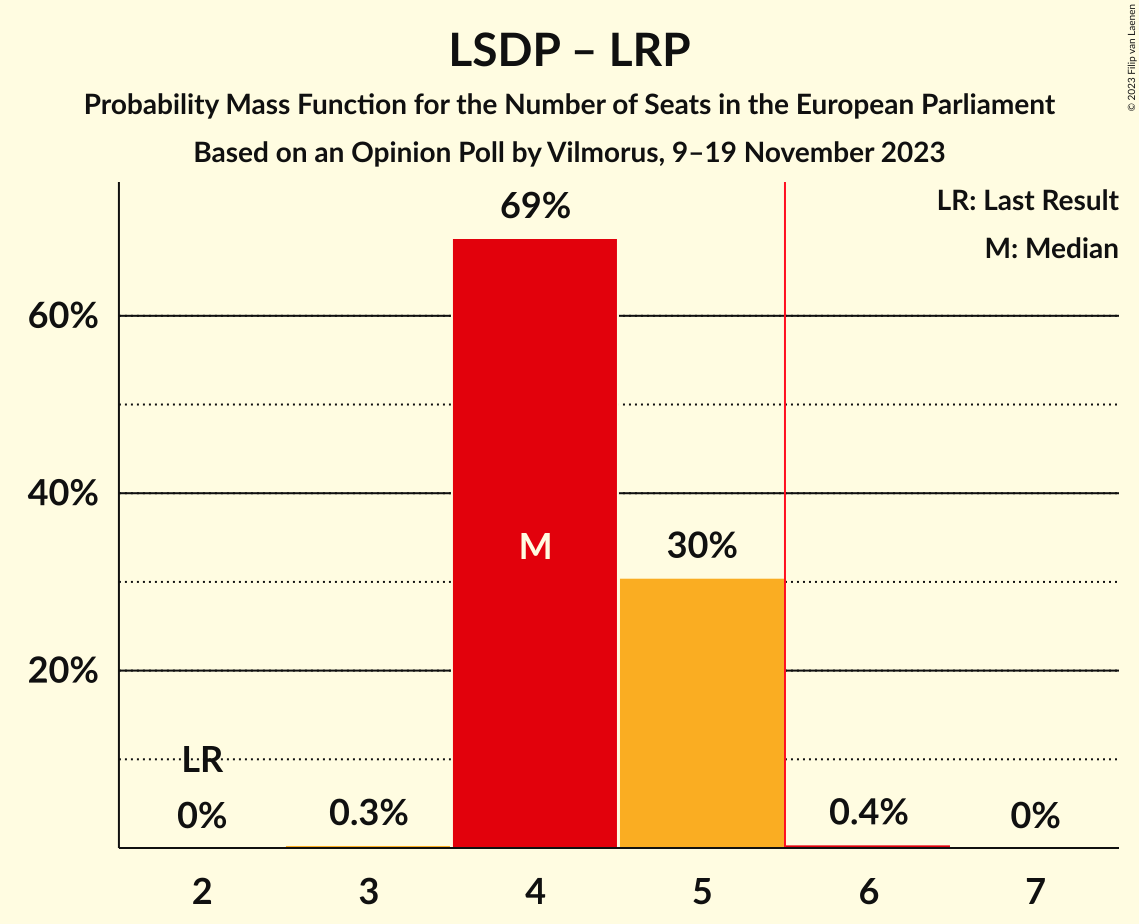 LSDP – LRP
Probability Mass Function for the Number of Seats in the European Parliament
Based on an Opinion Poll by Vilmorus, 9–19 November 2023
© 2023 Filip van Laenen
LR: Last Result
M: Median
69%
60%
40%
M
30%
20%
LR
0%
0.3%
0.4%
0%
2
3
4
5
6
7